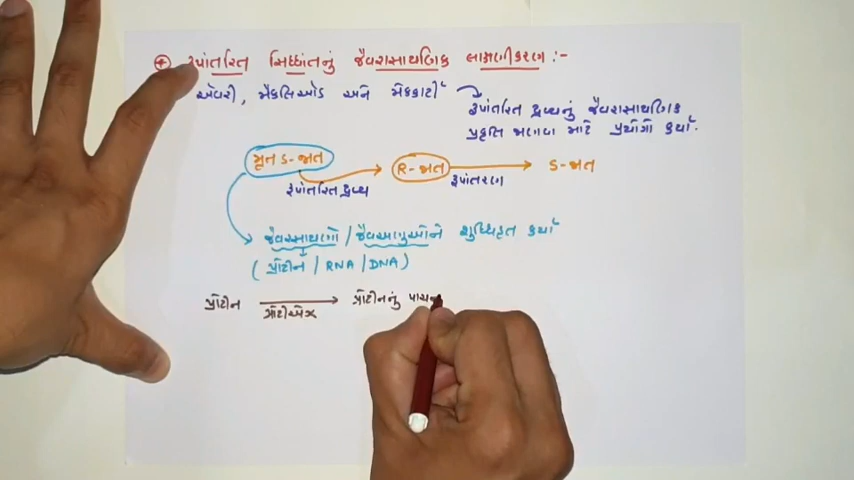 રૂપાંતરિત સિદ્ધાંતનું જૈવરાસાયણિક લાક્ષણીકરણ :-
એવરી, મૈકલિઓડ અને મેકકાર્ટી
રૂપાંતરિત દ્રવ્યનું જૈવરાસાયણિક
પ્રકૃતિ જાણવા માટે પ્રયોગો કર્યાં.
મૃત S-જાત R-જાત S-જાત
રૂપાંતરિત દ્રવ્ય રૂપાંતરણ
જૈવરસાયણો / જૈવઅણુઓને શુધ્ધિકૃત કર્યાં
( પ્રોટીન / RNA / DNA )
પ્રોટીન પ્રોટીએઝ પ્રોટીનનું પાચન